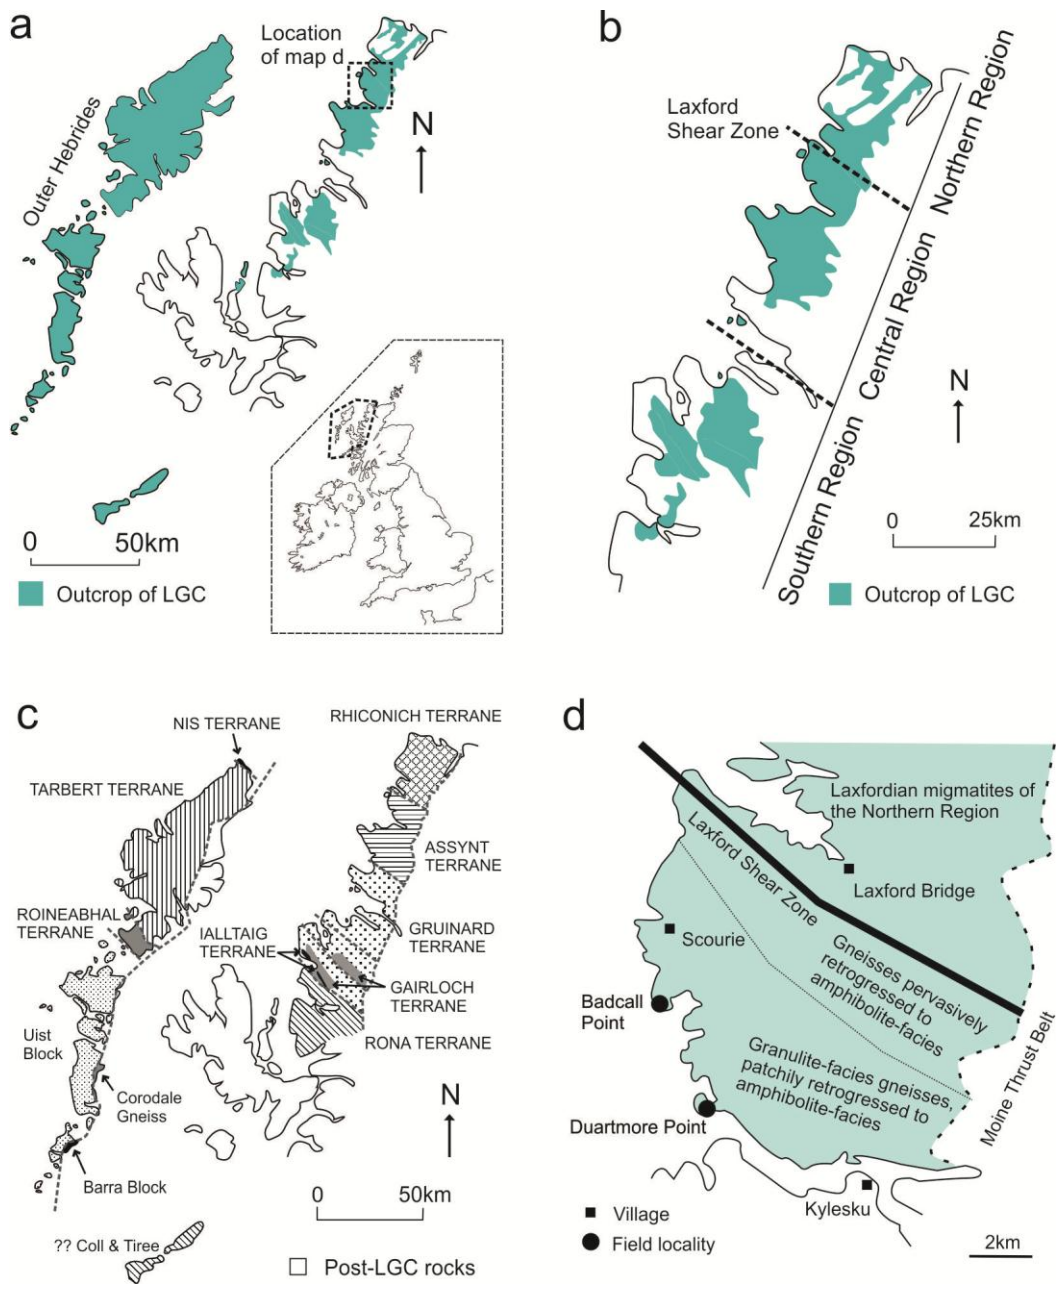 a
Location
of map d
N
Outer Hebrides
0
50km
Outcrop of LGC
b
Laxford
Shear Zone
Northern Region
Central Region
Southern Region
N
0
25km
Outcrop of LGC
c
NIS TERRANE
RHICONICH TERRANE
TARBERT TERRANE
ASSYNT
TERRANE
ROINEABHAL
TERRANE
IALLTAIG
TERRANE
GRUINARD
TERRANE
GAIRLOCH
TERRANE
RONA TERRANE
Uist
Block
Corodale
Gneiss
Barra Block
N
0
50km
?? Coll & Tiree
Post-LGC rocks
d
Laxfordian migmatites of
the Northern Region
Laxford Shear Zone
Laxford Bridge
Scourie
Gneisses pervasively
retrogressed to
amphibolite-facies
Badcall
Point
Granulite-facies gneisses,
patchily retrogressed to
amphibolite-facies
Moine Thrust Belt
Duartmore Point
Kylesku
Village
Field locality
2km